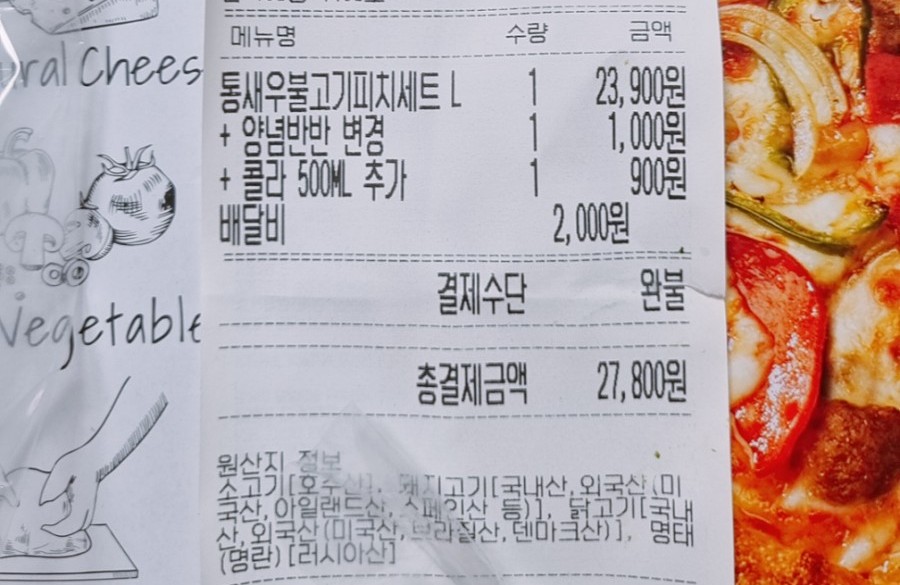 ral Chees
Vegetable
메뉴명 수량 금액
통새우불고기피치세트 L 1 23,900원
+ 양념반반 변경 1 1,000원
+ 콜라 500ML 추가 1 900원
배달비 2,000원
결제수단 완불
총결제금액 27,800원
원산지 정보
소고기[호주산], 돼지고기[국내산,외국산(미
국산,아일랜드산,스페인산 등)], 닭고기[국내
산,외국산(미국산,브라질산,덴마크산)], 명태
(명란)[러시아산]